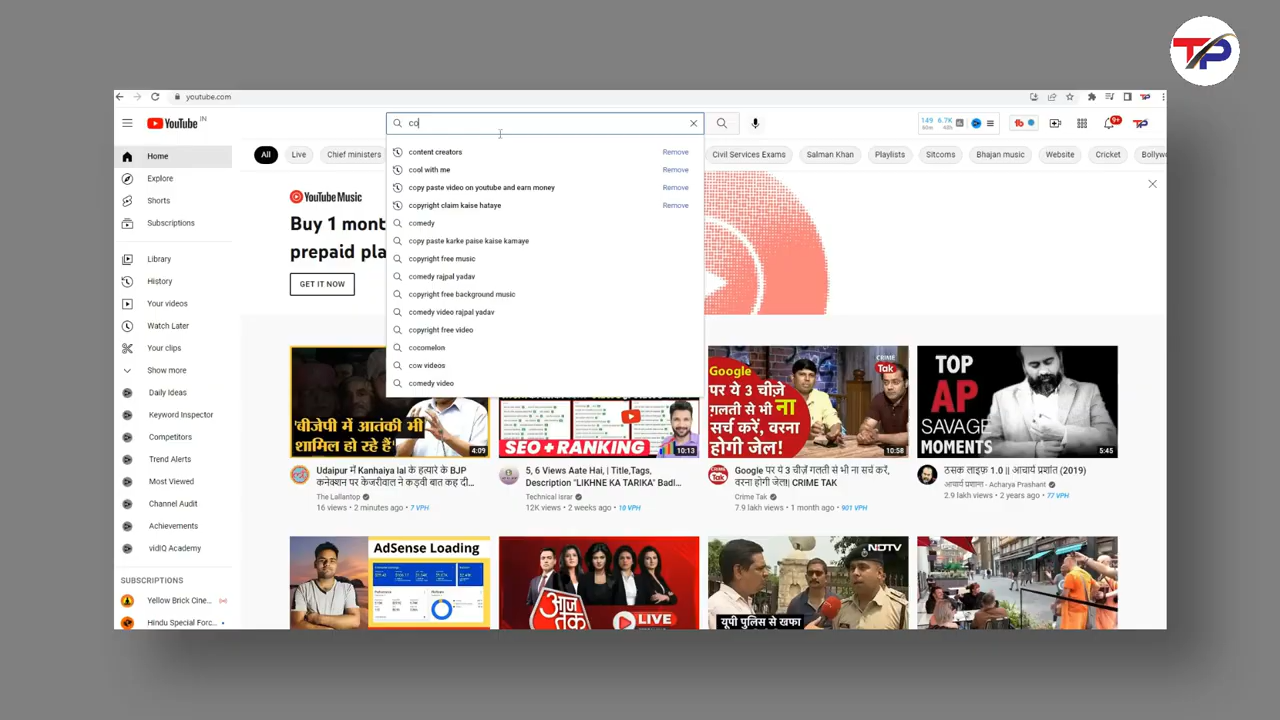 TP
youtube.com
YouTube IN
co
149 6.7K
60m 48h
9+
content creators Remove
cool with me Remove
copy paste video on youtube and earn money Remove
copyright claim kaise hataye Remove
comedy
copy paste karke paise kaise kamaye
copyright free music
comedy rajpal yadav
copyright free background music
comedy video rajpal yadav
copyright free video
cocomelon
cow videos
comedy video
All
Live
Chief ministers
Civil Services Exams
Salman Khan
Playlists
Sitcoms
Bhajan music
Website
Cricket
Bollyw
Home
Explore
Shorts
Subscriptions
Library
History
Your videos
Watch Later
Your clips
Show more
Daily Ideas
Keyword Inspector
Competitors
Trend Alerts
Most Viewed
Channel Audit
Achievements
vidIQ Academy
SUBSCRIPTIONS
Yellow Brick Cine...
Hindu Special Forc...
YouTube Music
Buy 1 mont
prepaid pla
GET IT NOW
'बीजेपी में आतंकी भी
शामिल हो रहे हैं'
4:09
Udaipur में Kanhaiya lal के हत्यारे के BJP
कनेक्शन पर केजरीवाल ने कड़वी बात कह दी...
The Lallantop
16 views • 2 minutes ago • 7 VPH
SEO+RANKING
10:13
5, 6 Views Aate Hai, | Title,Tags,
Description "LIKHNE KA TARIKA" Badl...
Technical Israr
12K views • 2 weeks ago • 10 VPH
CRIME
Tak
Google
पर ये 3 चीज़ें
गलती से भी ना
सर्च करें, वरना
होगी जेल!
10:58
Google पर ये 3 चीज़ें गलती से भी ना सर्च करें,
वरना होगी जेल!| CRIME TAK
Crime Tak
7.9 lakh views • 1 month ago • 901 VPH
TOP
AP
SAVAGE
MOMENTS
5:45
ठसक लाइफ़ 1.0 || आचार्य प्रशांत (2019)
आचार्य प्रशान्त - Acharya Prashant
2.9 lakh views • 2 years ago • 77 VPH
AdSense Loading
आज
तक
LIVE
NDTV
यूपी पुलिस से खफा